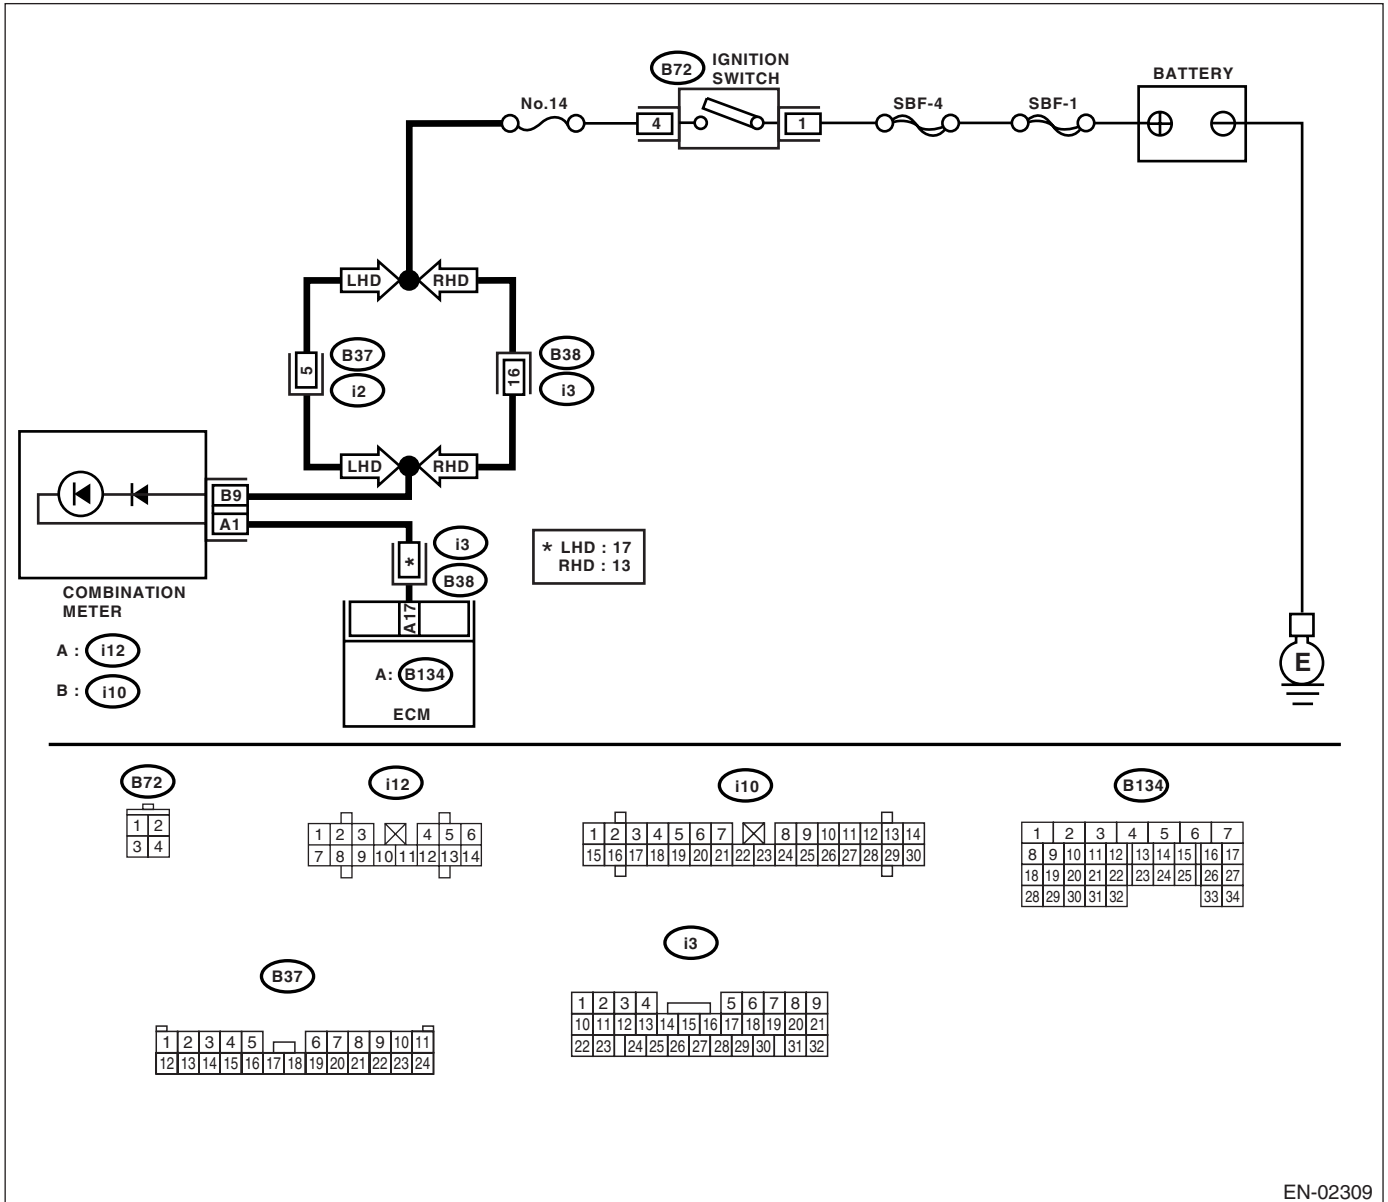 B72
IGNITION
SWITCH
BATTERY
No.14
4
1
SBF-4
SBF-1
LHD
RHD
5
B37
i2
16
B38
i3
LHD
RHD
B9
A1
COMBINATION
METER
A : i12
B : i10
*
i3
B38
* LHD : 17
RHD : 13
A17
A: B134
ECM
E
B72
1 2
3 4
i12
1 2 3 4 5 6
7 8 9 10 11 12 13 14
i10
1 2 3 4 5 6 7 8 9 10 11 12 13 14
15 16 17 18 19 20 21 22 23 24 25 26 27 28 29 30
B134
1 2 3 4 5 6 7
8 9 10 11 12 13 14 15 16 17
18 19 20 21 22 23 24 25 26 27
28 29 30 31 32 33 34
B37
1 2 3 4 5 6 7 8 9 10 11
12 13 14 15 16 17 18 19 20 21 22 23 24
i3
1 2 3 4 5 6 7 8 9
10 11 12 13 14 15 16 17 18 19 20 21
22 23 24 25 26 27 28 29 30 31 32
EN-02309